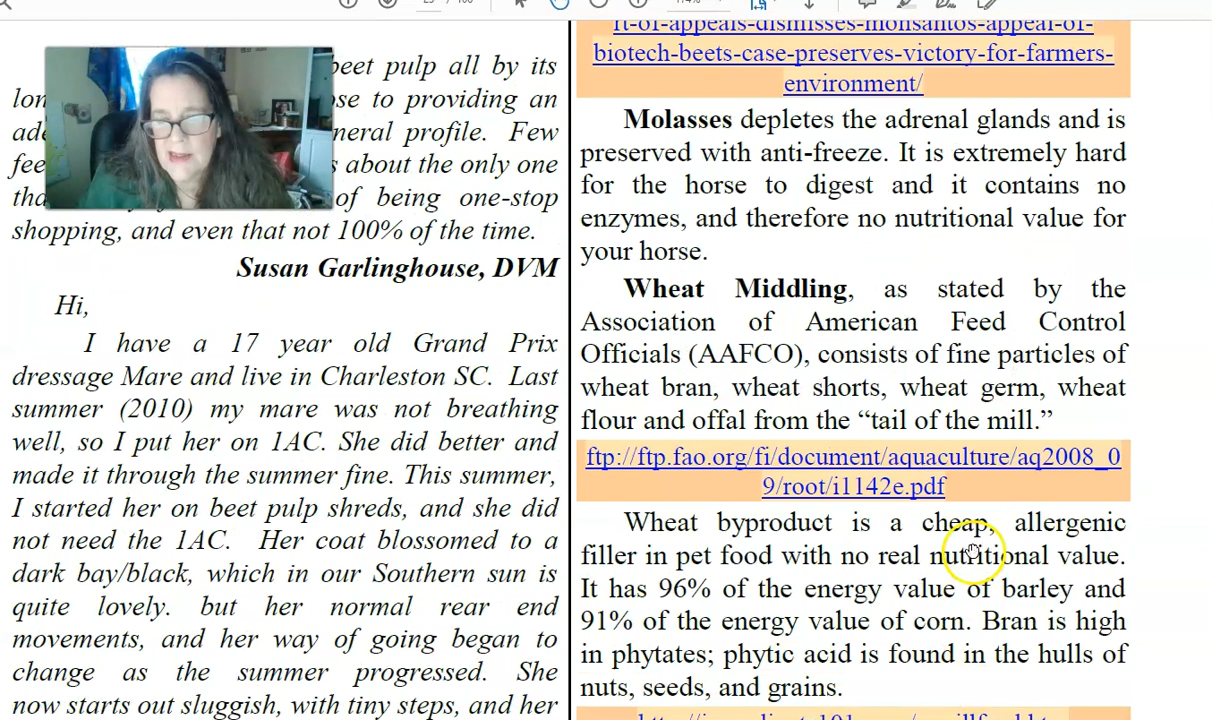 beet pulp all by its
lon
ose to providing an
ade
neral profile. Few
fee
s about the only one
tha
of being one-stop
shopping, and even that not 100% of the time.
Susan Garlinghouse, DVM
Hi,
I have a 17 year old Grand Prix
dressage Mare and live in Charleston SC. Last
summer (2010) my mare was not breathing
well, so I put her on 1AC. She did better and
made it through the summer fine. This summer,
I started her on beet pulp shreds, and she did
not need the 1AC. Her coat blossomed to a
dark bay/black, which in our Southern sun is
quite lovely. but her normal rear end
movements, and her way of going began to
change as the summer progressed. She
now starts out sluggish, with tiny steps, and her
rt-of-appeals-dismisses-monsantos-appeal-of-
biotech-beets-case-preserves-victory-for-farmers-
environment/
Molasses depletes the adrenal glands and is
preserved with anti-freeze. It is extremely hard
for the horse to digest and it contains no
enzymes, and therefore no nutritional value for
your horse.
Wheat Middling, as stated by the
Association of American Feed Control
Officials (AAFCO), consists of fine particles of
wheat bran, wheat shorts, wheat germ, wheat
flour and offal from the “tail of the mill.”
ftp://ftp.fao.org/fi/document/aquaculture/aq2008_0
9/root/i1142e.pdf
Wheat byproduct is a cheap, allergenic
filler in pet food with no real nutritional value.
It has 96% of the energy value of barley and
91% of the energy value of corn. Bran is high
in phytates; phytic acid is found in the hulls of
nuts, seeds, and grains.